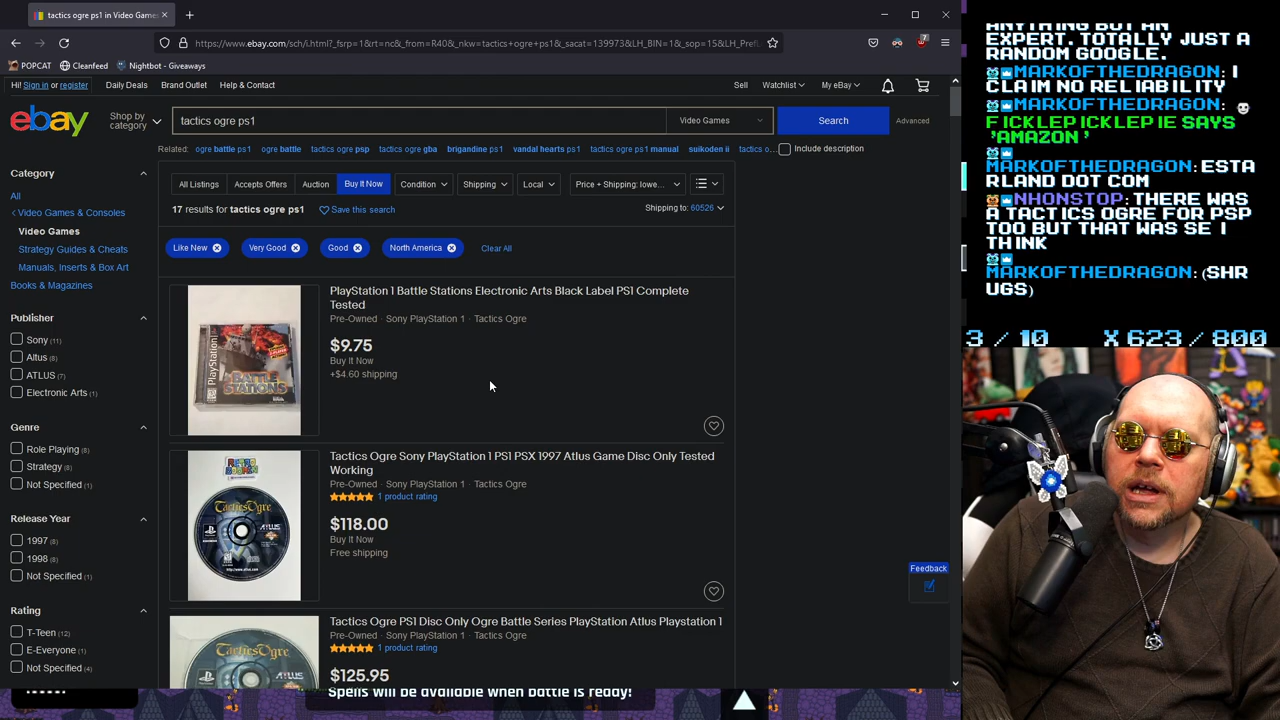 tactics ogre ps1 in Video Games
https://www.ebay.com/sch/i.html?_fsrp=1&rt=nc&_from=R40&_nkw=tactics+ogre+ps1&_sacat=139973&LH_BIN=1&_sop=15&LH_Pref
7
POPCAT
Cleanfeed
Nightbot - Giveaways
Hi! Sign in or register
Daily Deals
Brand Outlet
Help & Contact
Sell
Watchlist
My eBay
ebay
Shop by
category
tactics ogre ps1
Video Games
Search
Advanced
Related:
ogre battle ps1
ogre battle
tactics ogre psp
tactics ogre gba
brigandine ps1
vandal hearts ps1
tactics ogre ps1 manual
suikoden ii
tactics o...
Include description
Category
All
Video Games & Consoles
Video Games
Strategy Guides & Cheats
Manuals, Inserts & Box Art
Books & Magazines
Publisher
Sony (11)
Altus (8)
ATLUS (7)
Electronic Arts (1)
Genre
Role Playing (8)
Strategy (8)
Not Specified (1)
Release Year
1997 (8)
1998 (8)
Not Specified (1)
Rating
T-Teen (12)
E-Everyone (1)
Not Specified (4)
All Listings
Accepts Offers
Auction
Buy It Now
Condition
Shipping
Local
Price + Shipping: lowe...
17 results for tactics ogre ps1
Save this search
Shipping to: 60526
Like New
Very Good
Good
North America
Clear All
PlayStation
BATTLE
STATIONS
PlayStation 1 Battle Stations Electronic Arts Black Label PS1 Complete
Tested
Pre-Owned · Sony PlayStation 1 · Tactics Ogre
$9.75
Buy It Now
+$4.60 shipping
Tactics Ogre
ATLUS
Tactics Ogre Sony PlayStation 1 PS1 PSX 1997 Atlus Game Disc Only Tested
Working
Pre-Owned · Sony PlayStation 1 · Tactics Ogre
1 product rating
$118.00
Buy It Now
Free shipping
Tactics Ogre
Tactics Ogre PS1 Disc Only Ogre Battle Series PlayStation Atlus Playstation 1
Pre-Owned · Sony PlayStation 1 · Tactics Ogre
1 product rating
$125.95
Feedback
Spells will be available when battle is ready!
ANYTHING BUT AN
EXPERT. TOTALLY JUST A
RANDOM GOOGLE.
MARKOFTHEDRAGON: I
CLAIM NO RELIABILITY
MARKOFTHEDRAGON:
FICKLEPICKLEPIE SAYS
'AMAZON'
MARKOFTHEDRAGON: ESTA
RLAND DOT COM
NHONSTOP: THERE WAS
A TACTICS OGRE FOR PSP
TOO BUT THAT WAS SE I
THINK
MARKOFTHEDRAGON: (SHR
UGS)
3 / 10
X 623 / 800